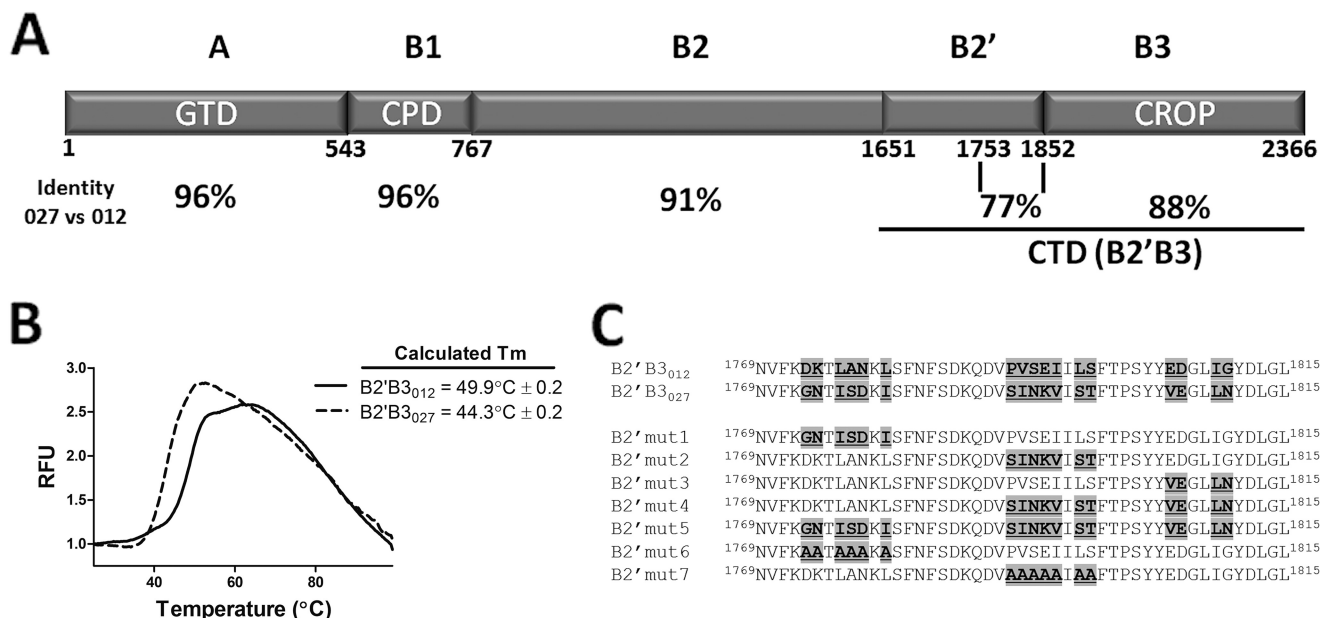 A
A B1 B2 B2’ B3
GTD CPD CROP
1 543 767 1651 1753 1852 2366
Identity
027 vs 012
96% 96% 91% 77% 88%
CTD (B2’B3)
B
Calculated Tm
B2'B3012 = 49.9°C ± 0.2
B2'B3027 = 44.3°C ± 0.2
3.0
2.5
2.0
1.5
1.0
RFU
40 60 80
Temperature (°C)
C
B2’B3012 1769NVFKDKTLANKLSFNFSDKQDVPVSEIILSFTPSYYEDGLIGYDLGL1815
B2’B3027 1769NVFKGNTISDKISFNFSDKQDVSINKVISTFTPSYYVEGLLNYDLGL1815
B2’mut1 1769NVFKGNTISDKISFNFSDKQDVPVSEIILSFTPSYYEDGLIGYDLGL1815
B2’mut2 1769NVFKDKTLANKLSFNFSDKQDVSINKVISTFTPSYYEDGLIGYDLGL1815
B2’mut3 1769NVFKDKTLANKLSFNFSDKQDVPVSEIILSFTPSYYVEGLLNYDLGL1815
B2’mut4 1769NVFKDKTLANKLSFNFSDKQDVSINKVISTFTPSYYVEGLLNYDLGL1815
B2’mut5 1769NVFKGNTISDKISFNFSDKQDVSINKVISTFTPSYYVEGLLNYDLGL1815
B2’mut6 1769NVFKAATAAAKASFNFSDKQDVPVSEIILSFTPSYYEDGLIGYDLGL1815
B2’mut7 1769NVFKDKTLANKLSFNFSDKQDVAAAAAIAAFTPSYYEDGLIGYDLGL1815